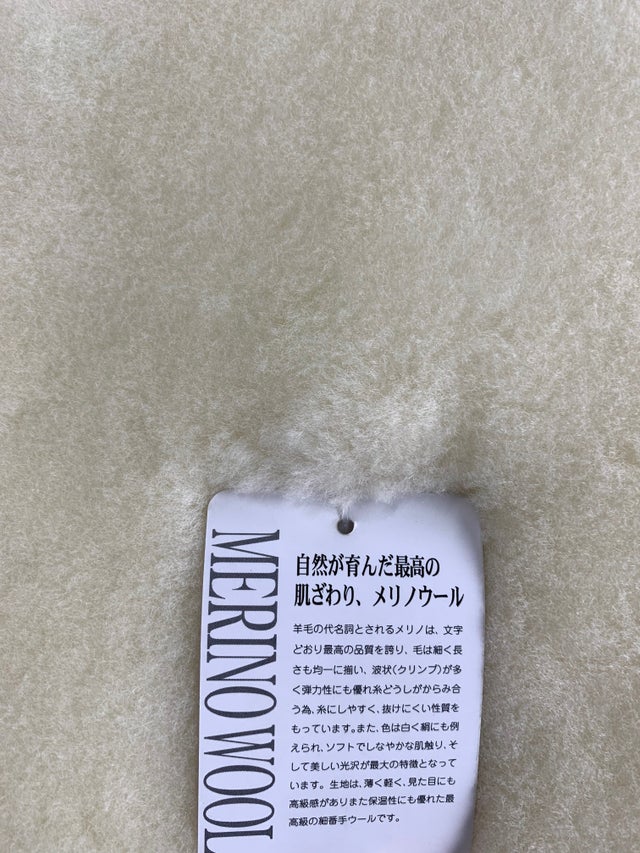 MERINO WOOL
自然が育んだ最高の
肌ざわり、メリノウール
羊毛の代名詞とされるメリノは、文字
どおり最高の品質を誇り、毛は細く長
さも均一に揃い、波状(クリンプ)が多
く弾力性にも優れ糸どうしがからみ合
う為、糸にしやすく、抜けにくい性質を
もっています。また、色は白く絹にも例
えられ、ソフトでしなやかな肌触り、そ
して美しい光沢が最大の特徴となって
います。生地は、薄く軽く、見た目にも
高級感がありまた保温性にも優れた最
高級の細番手ウールです。